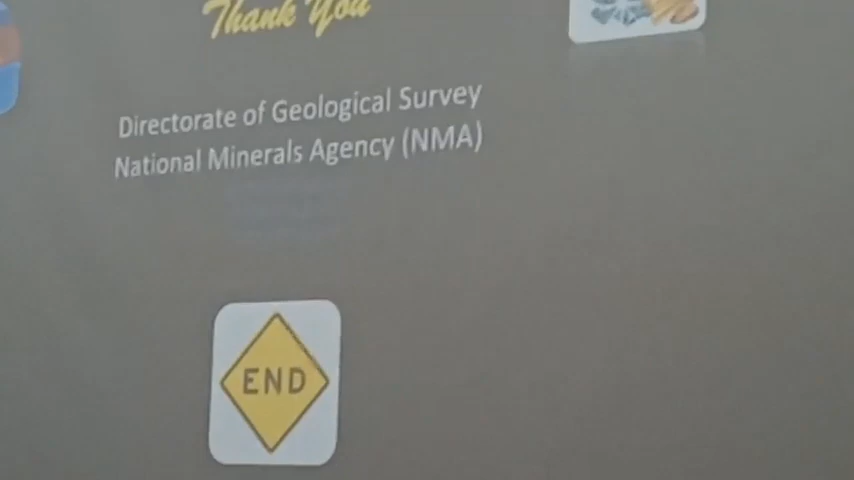 Thank You
Directorate of Geological Survey
National Minerals Agency (NMA)
END